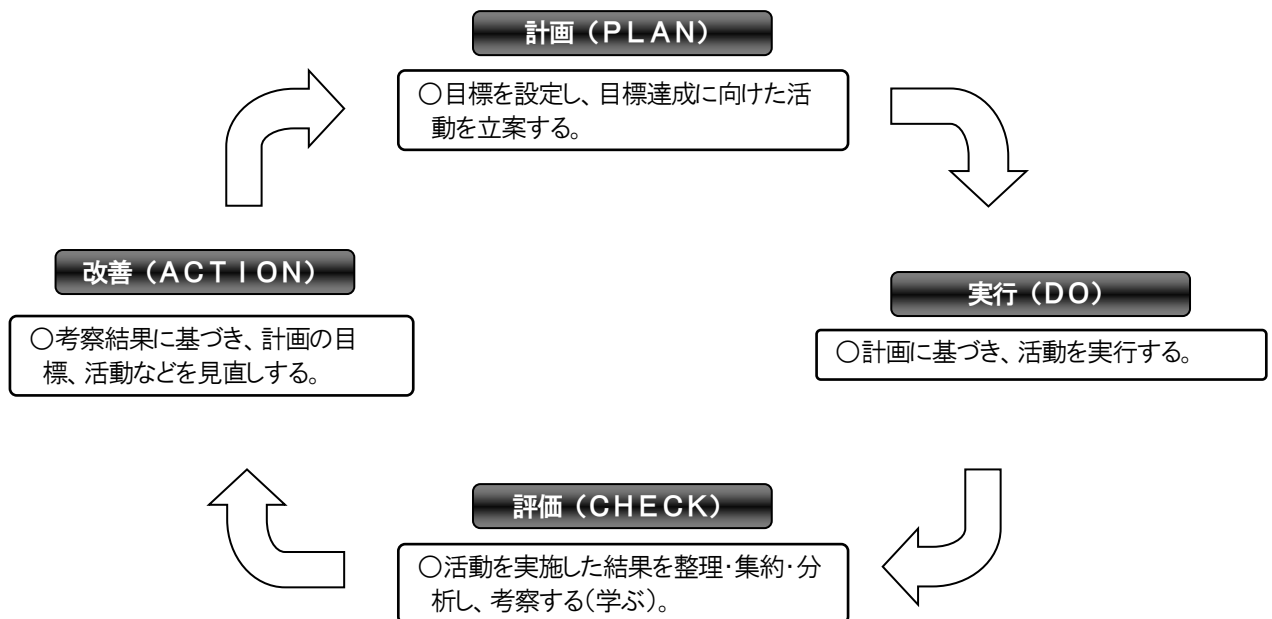 計画（ＰＬＡＮ）
○目標を設定し、目標達成に向けた活
動を立案する。
改善（ＡＣＴＩＯＮ）
○考察結果に基づき、計画の目
標、活動などを見直しする。
実行（ＤＯ）
○計画に基づき、活動を実行する。
評価（ＣＨＥＣＫ）
○活動を実施した結果を整理・集約・分
析し、考察する（学ぶ）。